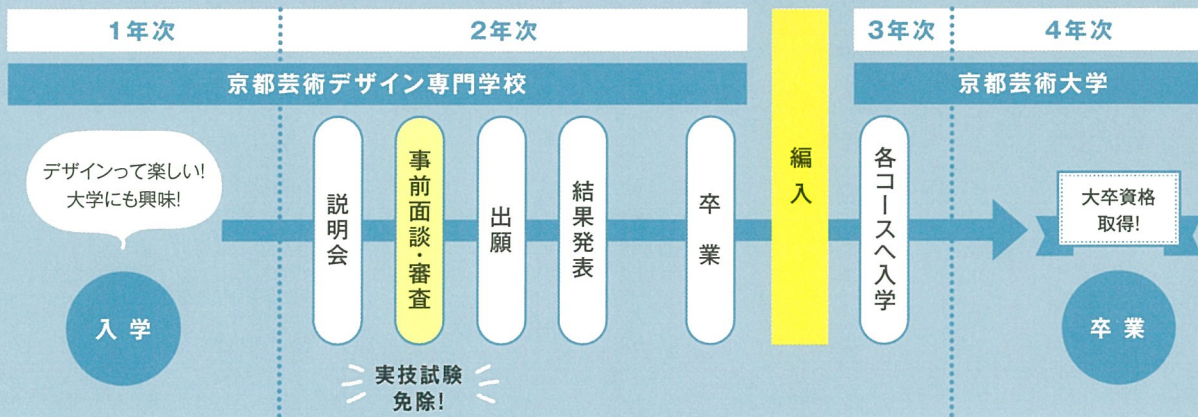 1年次
2年次
3年次
4年次
京都芸術デザイン専門学校
京都芸術大学
デザインって楽しい!
大学にも興味!
入学
説明会
事前面談・審査
出願
結果発表
卒業
編入
各コースへ入学
大卒資格
取得!
卒業
実技試験
免除!